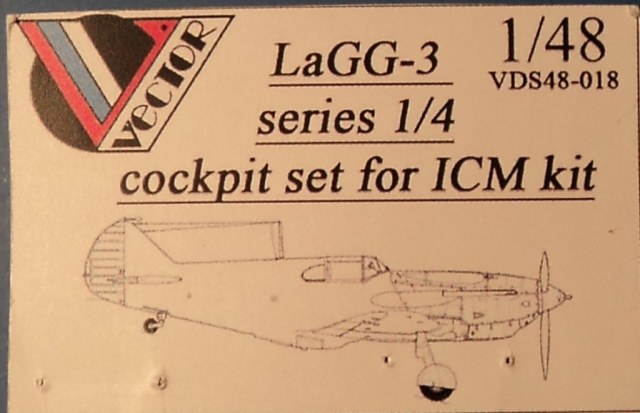 VECTOR
LaGG-3
1/48
VDS48-018
series 1/4
cockpit set for ICM kit